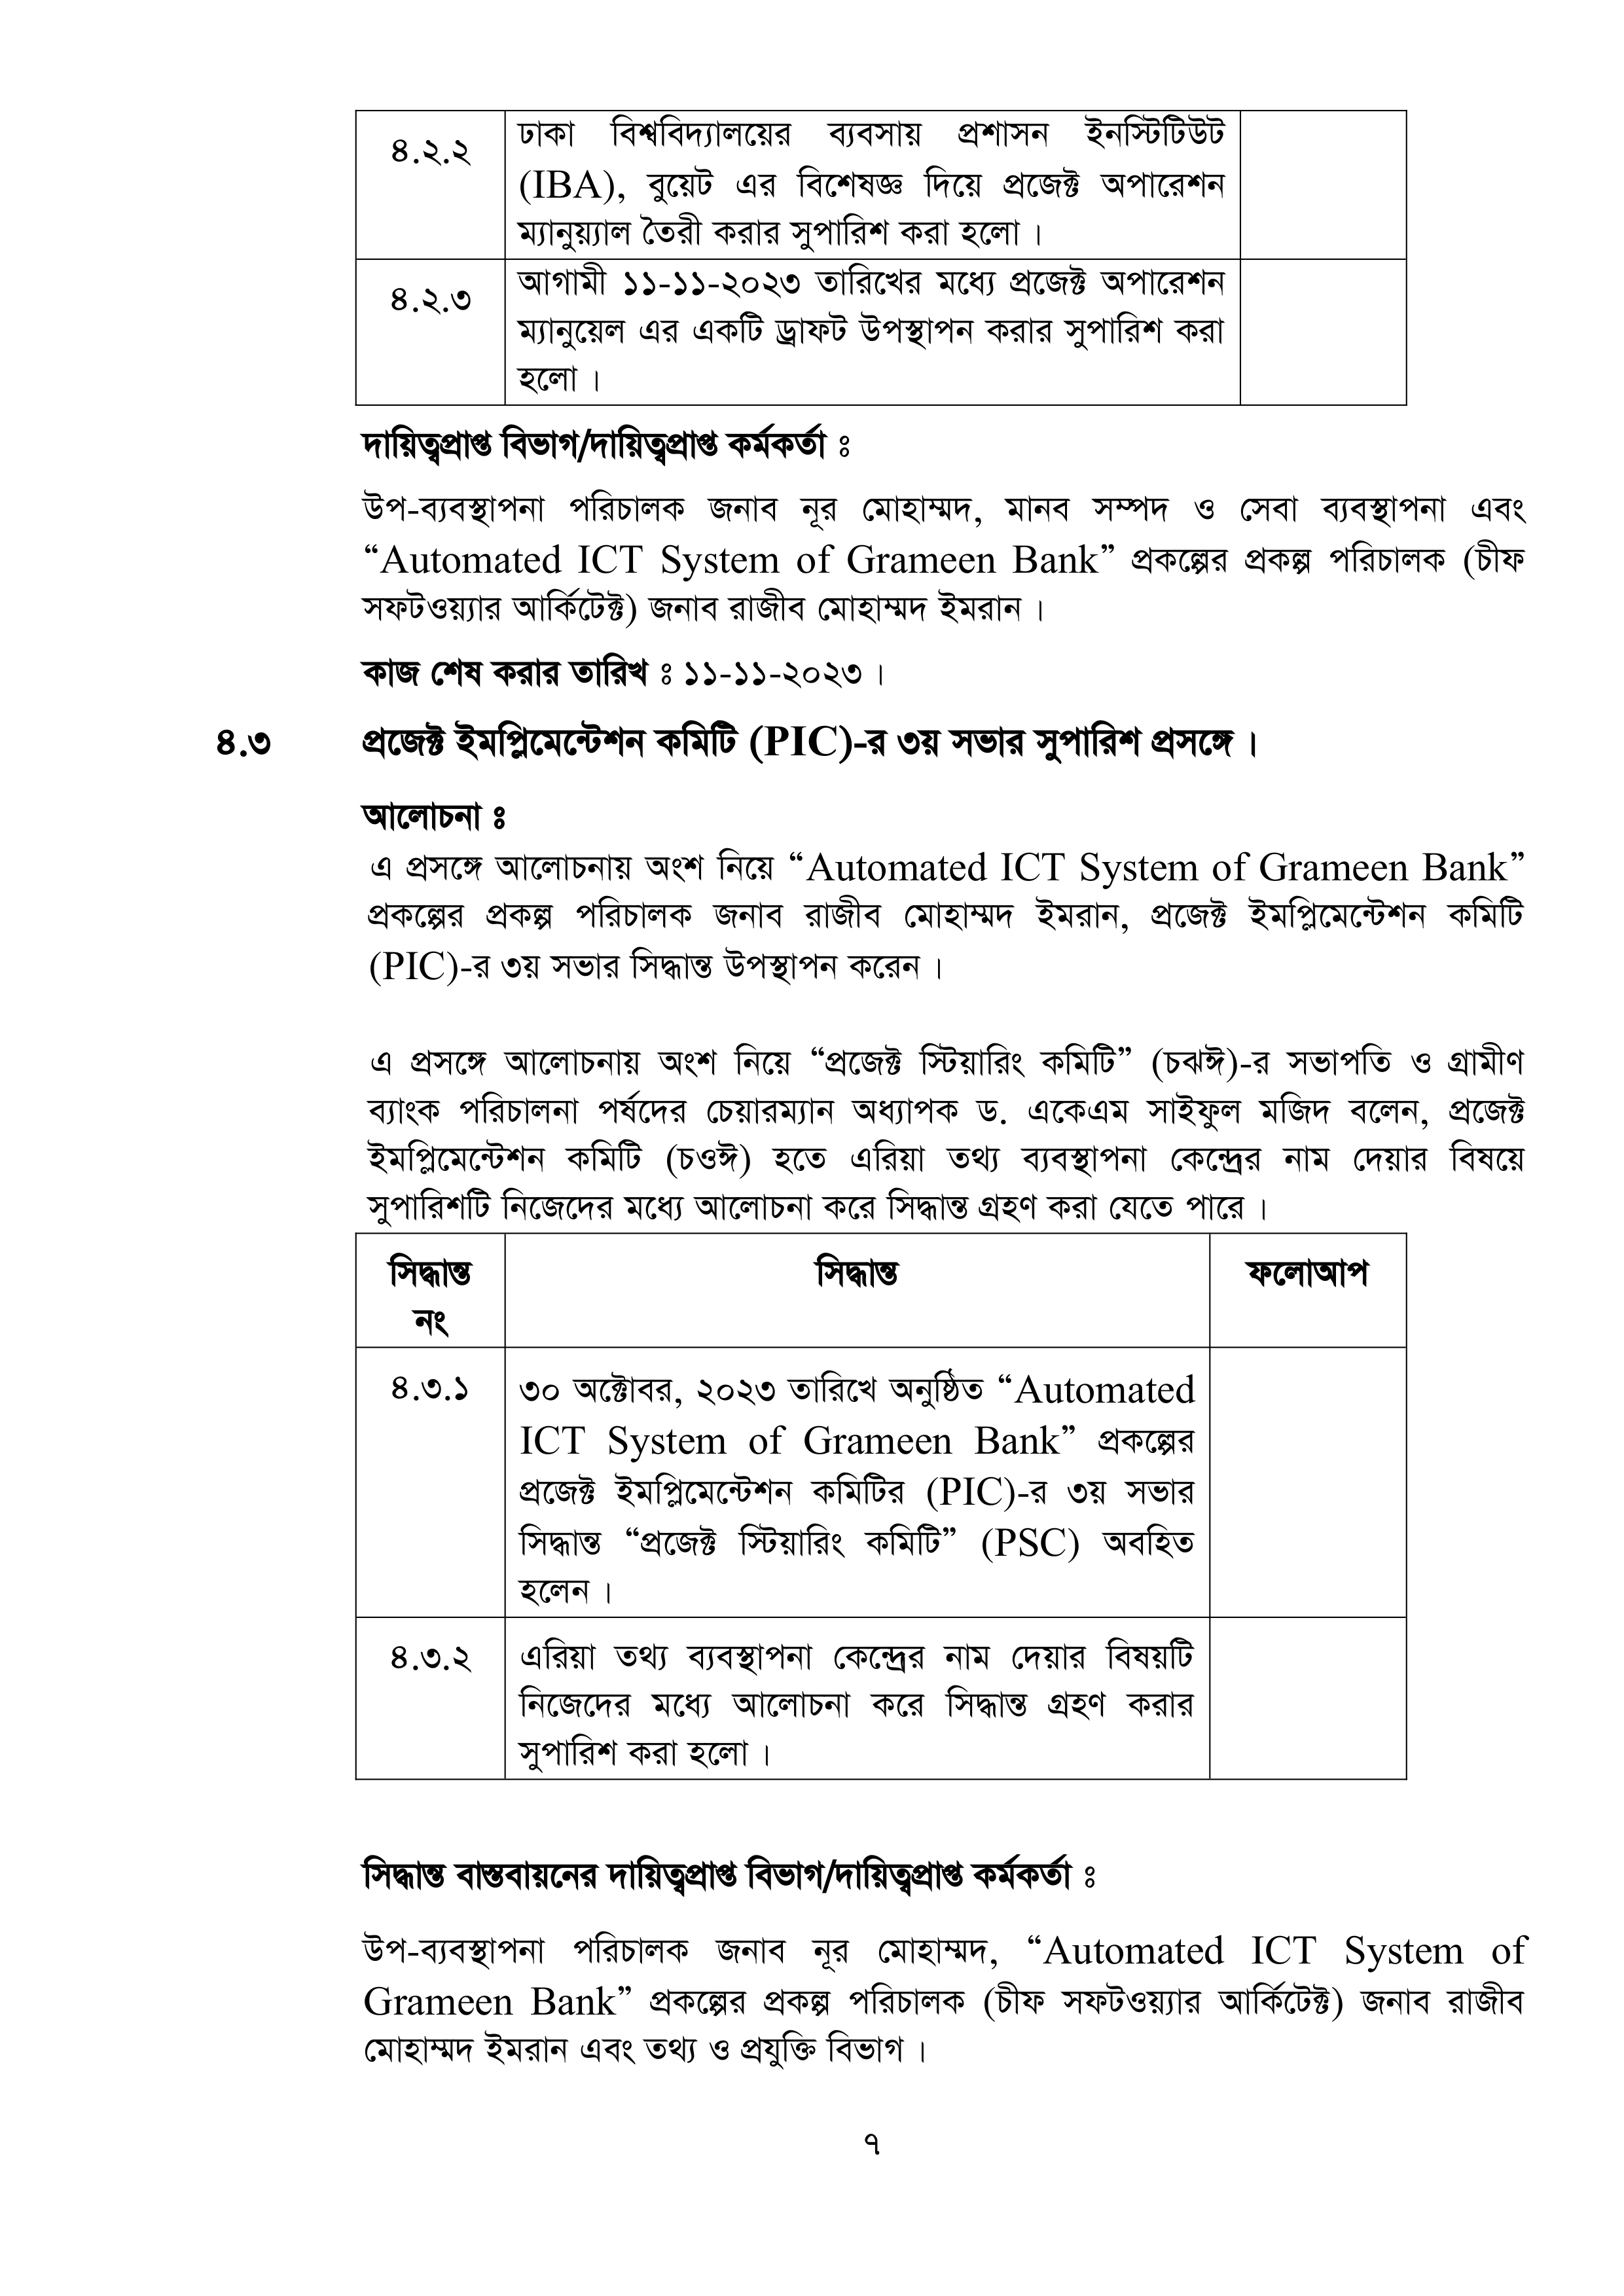 ৪.২.২ ঢাকা বিশ্ববিদ্যালয়ের ব্যবসায় প্রশাসন ইনস্টিটিউট
(IBA), বুয়েট এর বিশেষজ্ঞ দিয়ে প্রজেক্ট অপারেশন
ম্যানুয়্যাল তৈরী করার সুপারিশ করা হলো।
৪.২.৩ আগামী ১১-১১-২০২৩ তারিখের মধ্যে প্রজেক্ট অপারেশন
ম্যানুয়েল এর একটি ড্রাফট উপস্থাপন করার সুপারিশ করা
হলো।
দায়িত্বপ্রাপ্ত বিভাগ/দায়িত্বপ্রাপ্ত কর্মকর্তা ঃ
উপ-ব্যবস্থাপনা পরিচালক জনাব নূর মোহাম্মদ, মানব সম্পদ ও সেবা ব্যবস্থাপনা এবং
“Automated ICT System of Grameen Bank” প্রকল্পের প্রকল্প পরিচালক (চীফ
সফটওয়্যার আর্কিটেক্ট) জনাব রাজীব মোহাম্মদ ইমরান।
কাজ শেষ করার তারিখ ঃ ১১-১১-২০২৩।
৪.৩ প্রজেক্ট ইমপ্লিমেন্টেশন কমিটি (PIC)-র ৩য় সভার সুপারিশ প্রসঙ্গে।
আলোচনা ঃ
এ প্রসঙ্গে আলোচনায় অংশ নিয়ে “Automated ICT System of Grameen Bank”
প্রকল্পের প্রকল্প পরিচালক জনাব রাজীব মোহাম্মদ ইমরান, প্রজেক্ট ইমপ্লিমেন্টেশন কমিটি
(PIC)-র ৩য় সভার সিদ্ধান্ত উপস্থাপন করেন।
এ প্রসঙ্গে আলোচনায় অংশ নিয়ে “প্রজেক্ট স্টিয়ারিং কমিটি” (চঝঈ)-র সভাপতি ও গ্রামীণ
ব্যাংক পরিচালনা পর্ষদের চেয়ারম্যান অধ্যাপক ড. একেএম সাইফুল মজিদ বলেন, প্রজেক্ট
ইমপ্লিমেন্টেশন কমিটি (চওঈ) হতে এরিয়া তথ্য ব্যবস্থাপনা কেন্দ্রের নাম দেয়ার বিষয়ে
সুপারিশটি নিজেদের মধ্যে আলোচনা করে সিদ্ধান্ত গ্রহণ করা যেতে পারে।
সিদ্ধান্ত সিদ্ধান্ত ফলোআপ
নং
৪.৩.১ ৩০ অক্টোবর, ২০২৩ তারিখে অনুষ্ঠিত “Automated
ICT System of Grameen Bank” প্রকল্পের
প্রজেক্ট ইমপ্লিমেন্টেশন কমিটির (PIC)-র ৩য় সভার
সিদ্ধান্ত “প্রজেক্ট স্টিয়ারিং কমিটি” (PSC) অবহিত
হলেন।
৪.৩.২ এরিয়া তথ্য ব্যবস্থাপনা কেন্দ্রের নাম দেয়ার বিষয়টি
নিজেদের মধ্যে আলোচনা করে সিদ্ধান্ত গ্রহণ করার
সুপারিশ করা হলো।
সিদ্ধান্ত বাস্তবায়নের দায়িত্বপ্রাপ্ত বিভাগ/দায়িত্বপ্রাপ্ত কর্মকর্তা ঃ
উপ-ব্যবস্থাপনা পরিচালক জনাব নূর মোহাম্মদ, “Automated ICT System of
Grameen Bank” প্রকল্পের প্রকল্প পরিচালক (চীফ সফটওয়্যার আর্কিটেক্ট) জনাব রাজীব
মোহাম্মদ ইমরান এবং তথ্য ও প্রযুক্তি বিভাগ।
৭